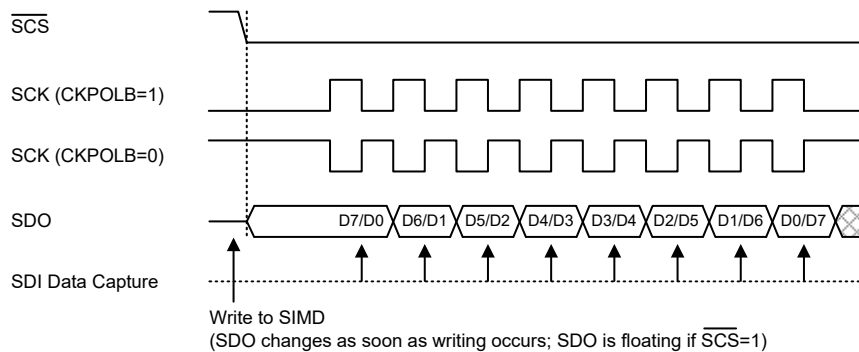 SCS
SCK (CKPOLB=1)
SCK (CKPOLB=0)
SDO D7/D0 D6/D1 D5/D2 D4/D3 D3/D4 D2/D5 D1/D6 D0/D7
SDI Data Capture
Write to SIMD
(SDO changes as soon as writing occurs; SDO is floating if SCS=1)